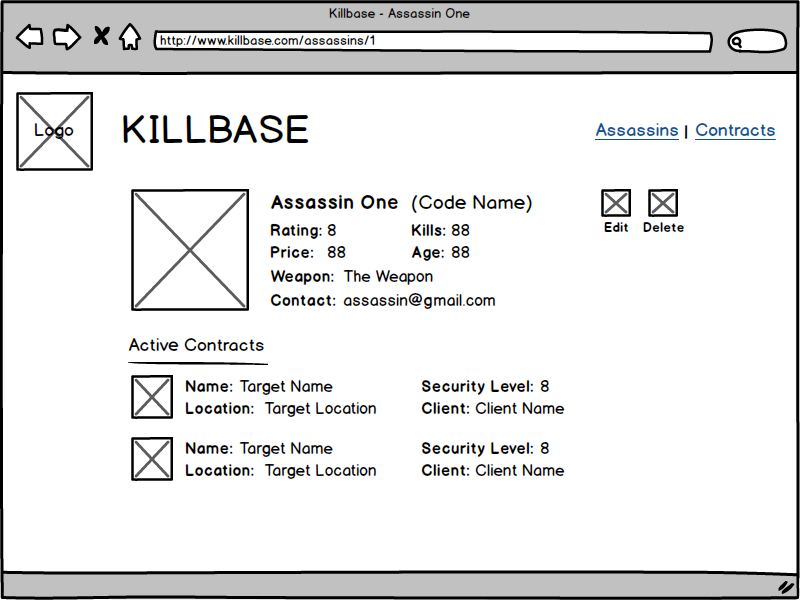 Killbase - Assassin One
http://www.killbase.com/assassins/1
Logo
KILLBASE
Assassins | Contracts
Assassin One (Code Name)
Rating: 8 Kills: 88
Price: 88 Age: 88
Weapon: The Weapon
Contact: assassin@gmail.com
Edit Delete
Active Contracts
Name: Target Name Security Level: 8
Location: Target Location Client: Client Name
Name: Target Name Security Level: 8
Location: Target Location Client: Client Name